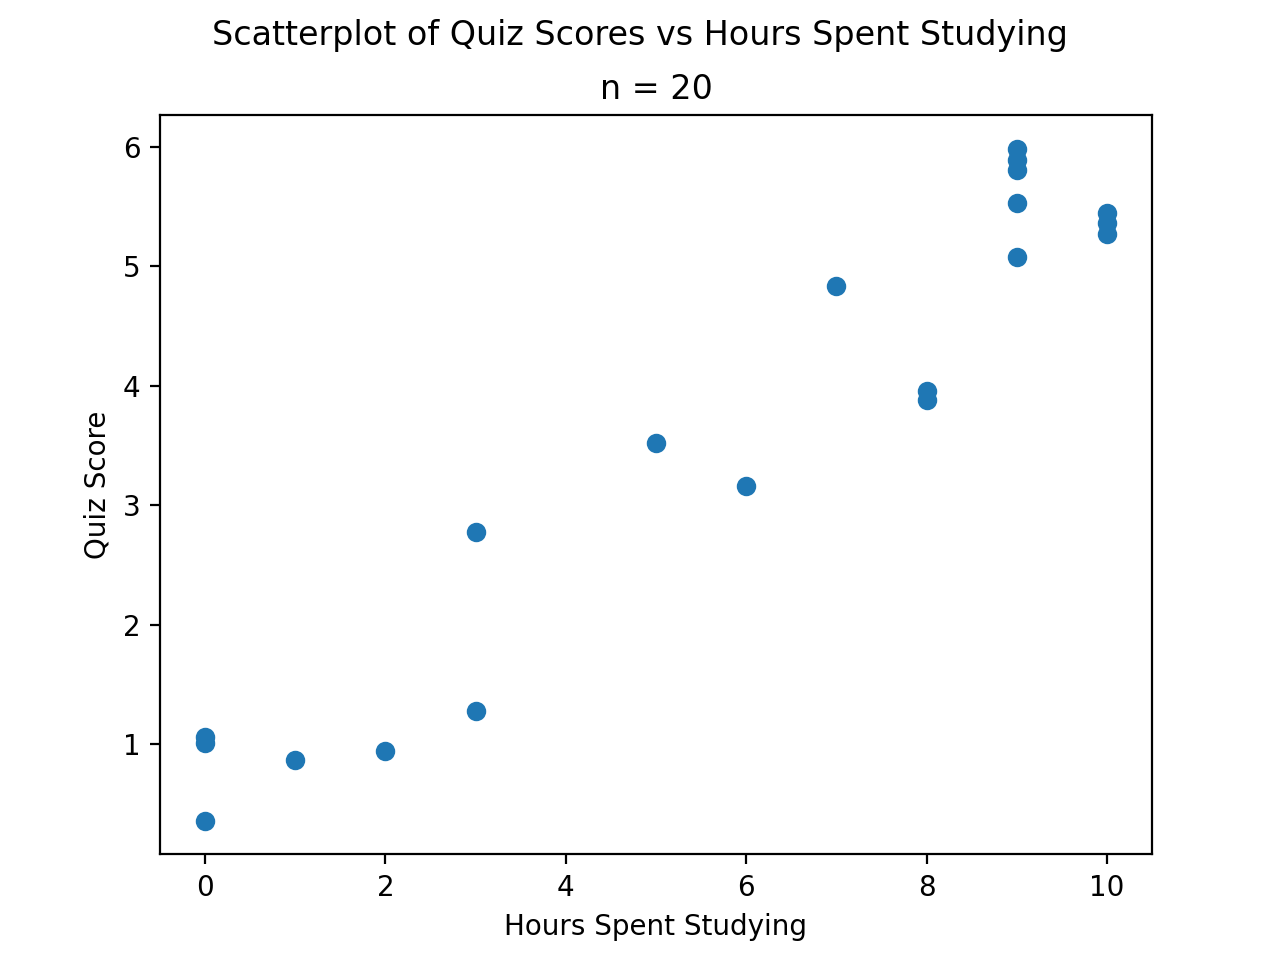 Scatterplot of Quiz Scores vs Hours Spent Studying
n = 20
6
5
4
3
2
1
Quiz Score
0 2 4 6 8 10
Hours Spent Studying